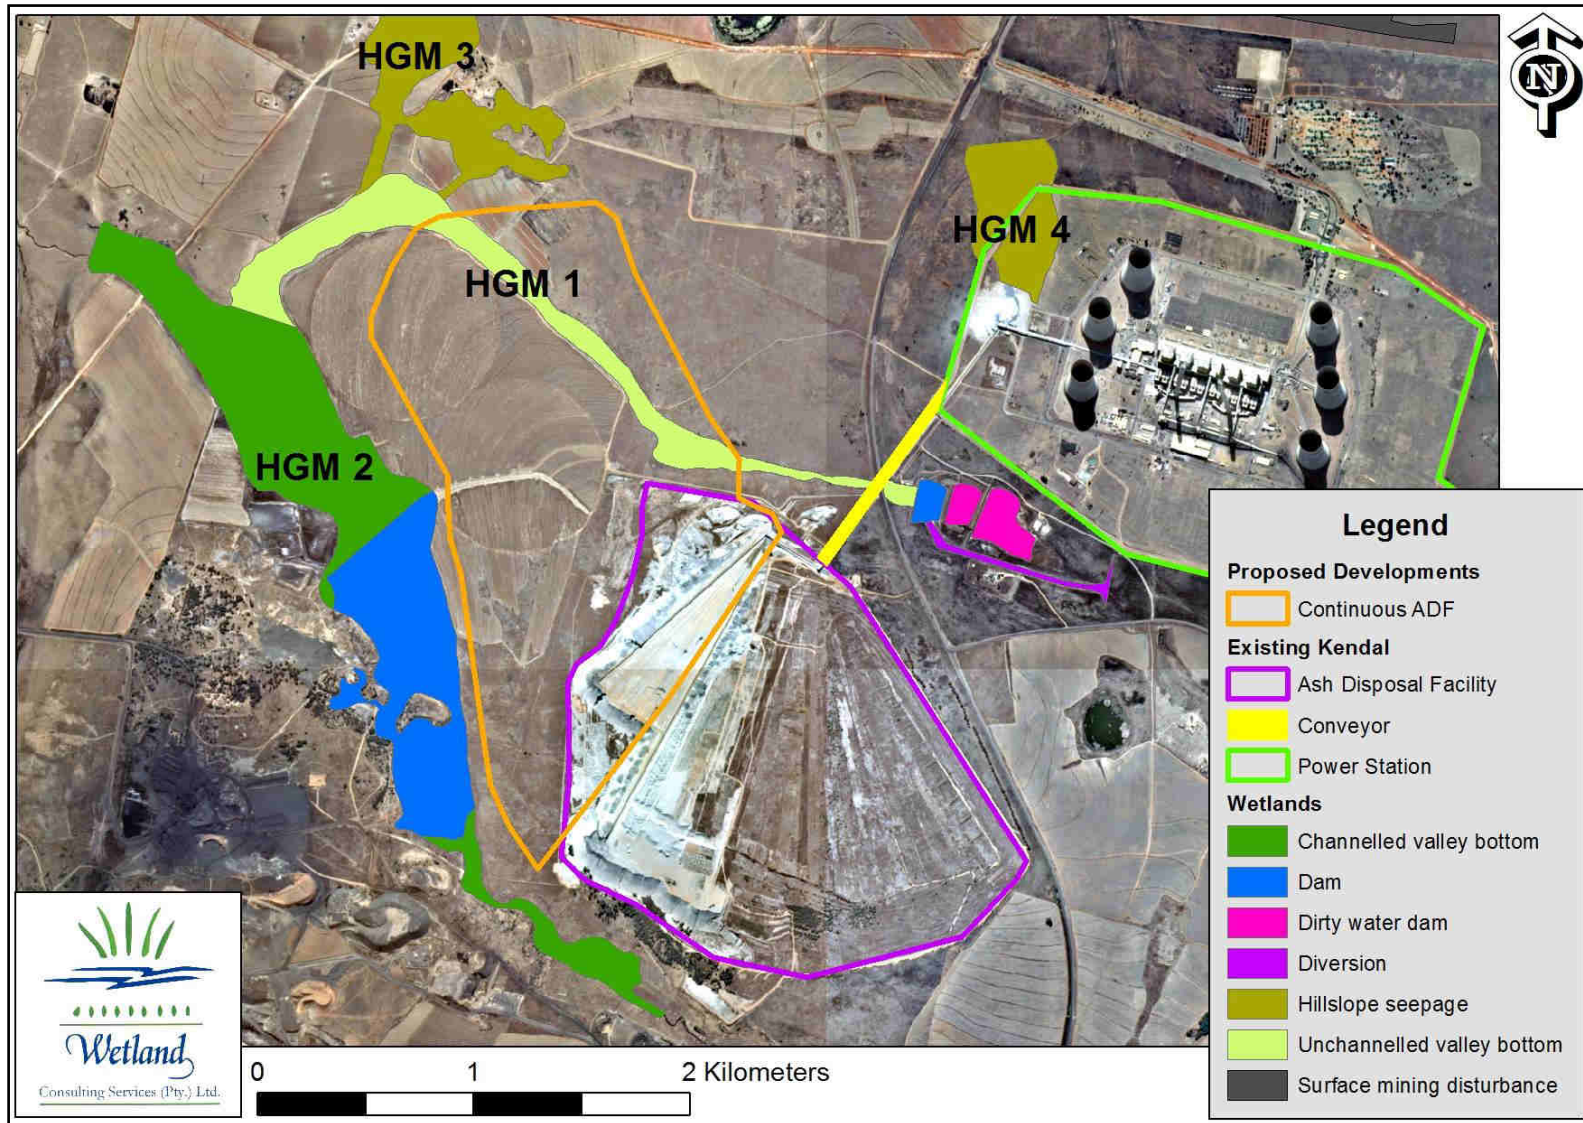 HGM 3
N
HGM 4
HGM 1
HGM 2
Legend
Proposed Developments
Continuous ADF
Existing Kendal
Ash Disposal Facility
Conveyor
Power Station
Wetlands
Channelled valley bottom
Dam
Dirty water dam
Diversion
Hillslope seepage
Unchannelled valley bottom
Surface mining disturbance
Wetland
Consulting Services (Pty.) Ltd.
0 1 2 Kilometers